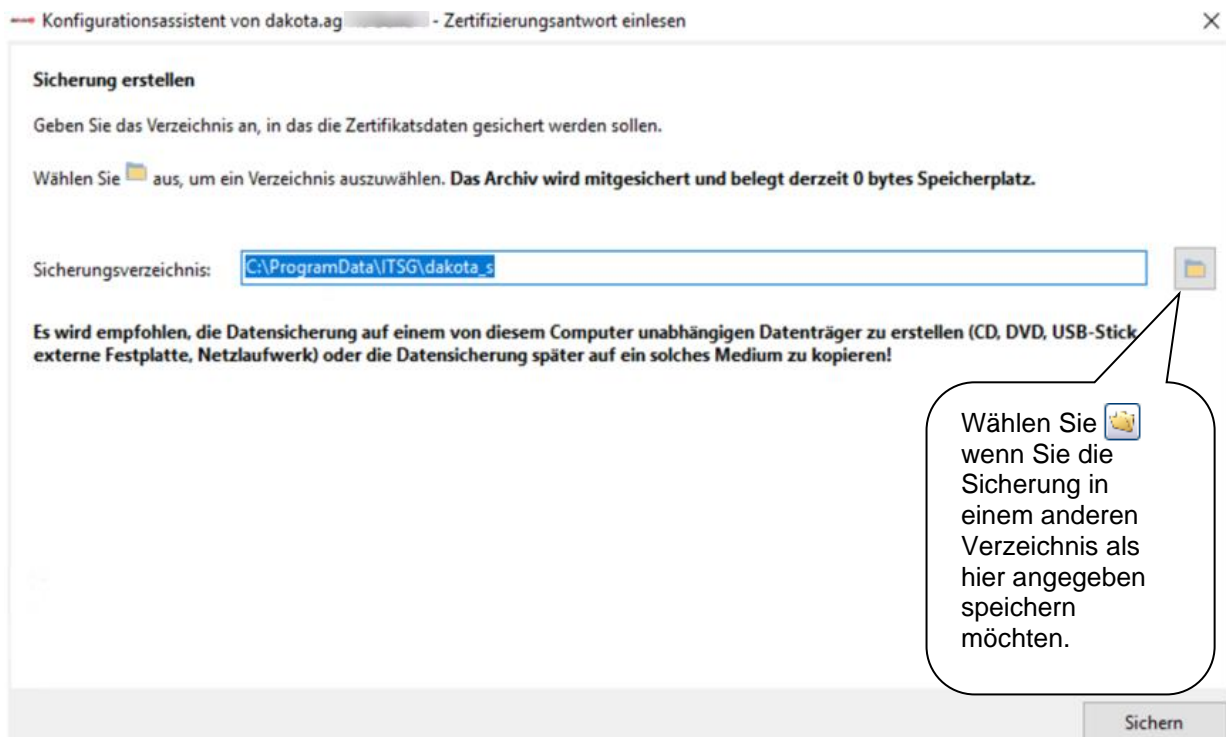 Konfigurationsassistent von dakota.ag - Zertifizierungsantwort einlesen
Sicherung erstellen
Geben Sie das Verzeichnis an, in das die Zertifikatsdaten gesichert werden sollen.
Wählen Sie aus, um ein Verzeichnis auszuwählen. Das Archiv wird mitgesichert und belegt derzeit 0 bytes Speicherplatz.
Sicherungsverzeichnis: C:\ProgramData\ITSG\dakota_s
Es wird empfohlen, die Datensicherung auf einem von diesem Computer unabhängigen Datenträger zu erstellen (CD, DVD, USB-Stick
externe Festplatte, Netzlaufwerk) oder die Datensicherung später auf ein solches Medium zu kopieren!
Wählen Sie
wenn Sie die
Sicherung in
einem anderen
Verzeichnis als
hier angegeben
speichern
möchten.
Sichern